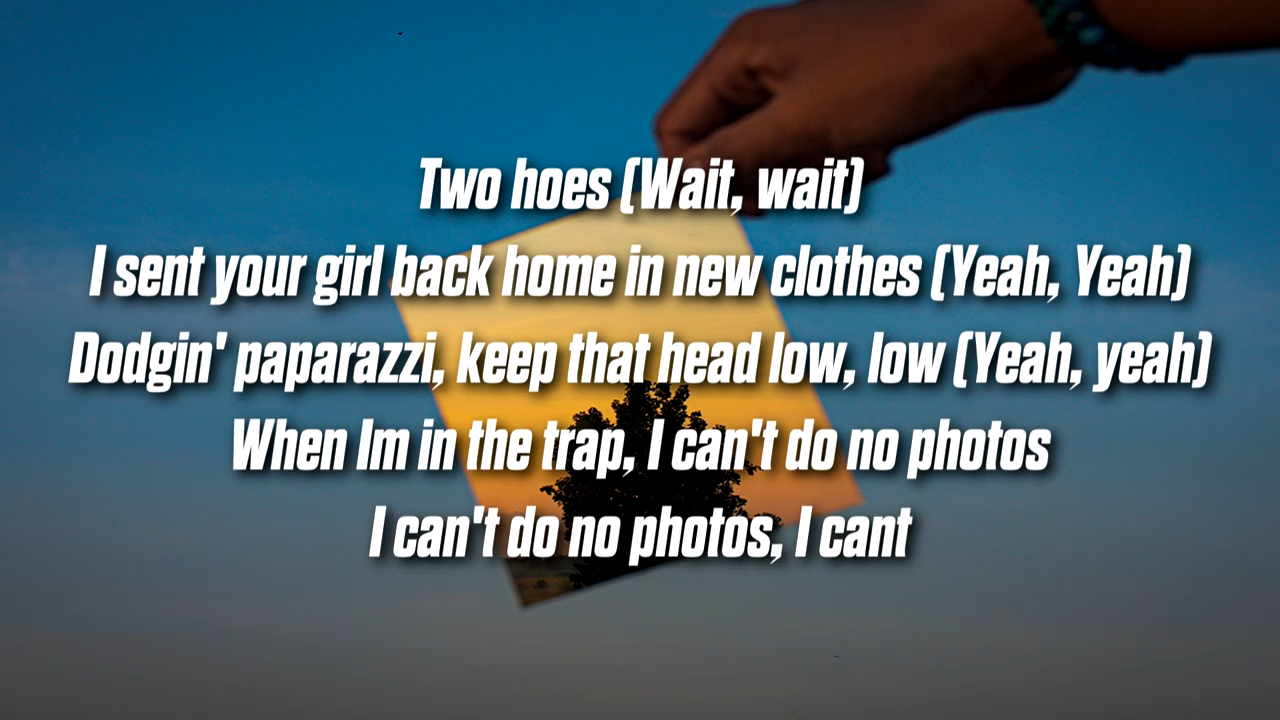 Two hoes (Wait, wait)
I sent your girl back home in new clothes (Yeah, Yeah)
Dodgin' paparazzi, keep that head low, low (Yeah, yeah)
When Im in the trap, I can't do no photos
I can't do no photos, I cant